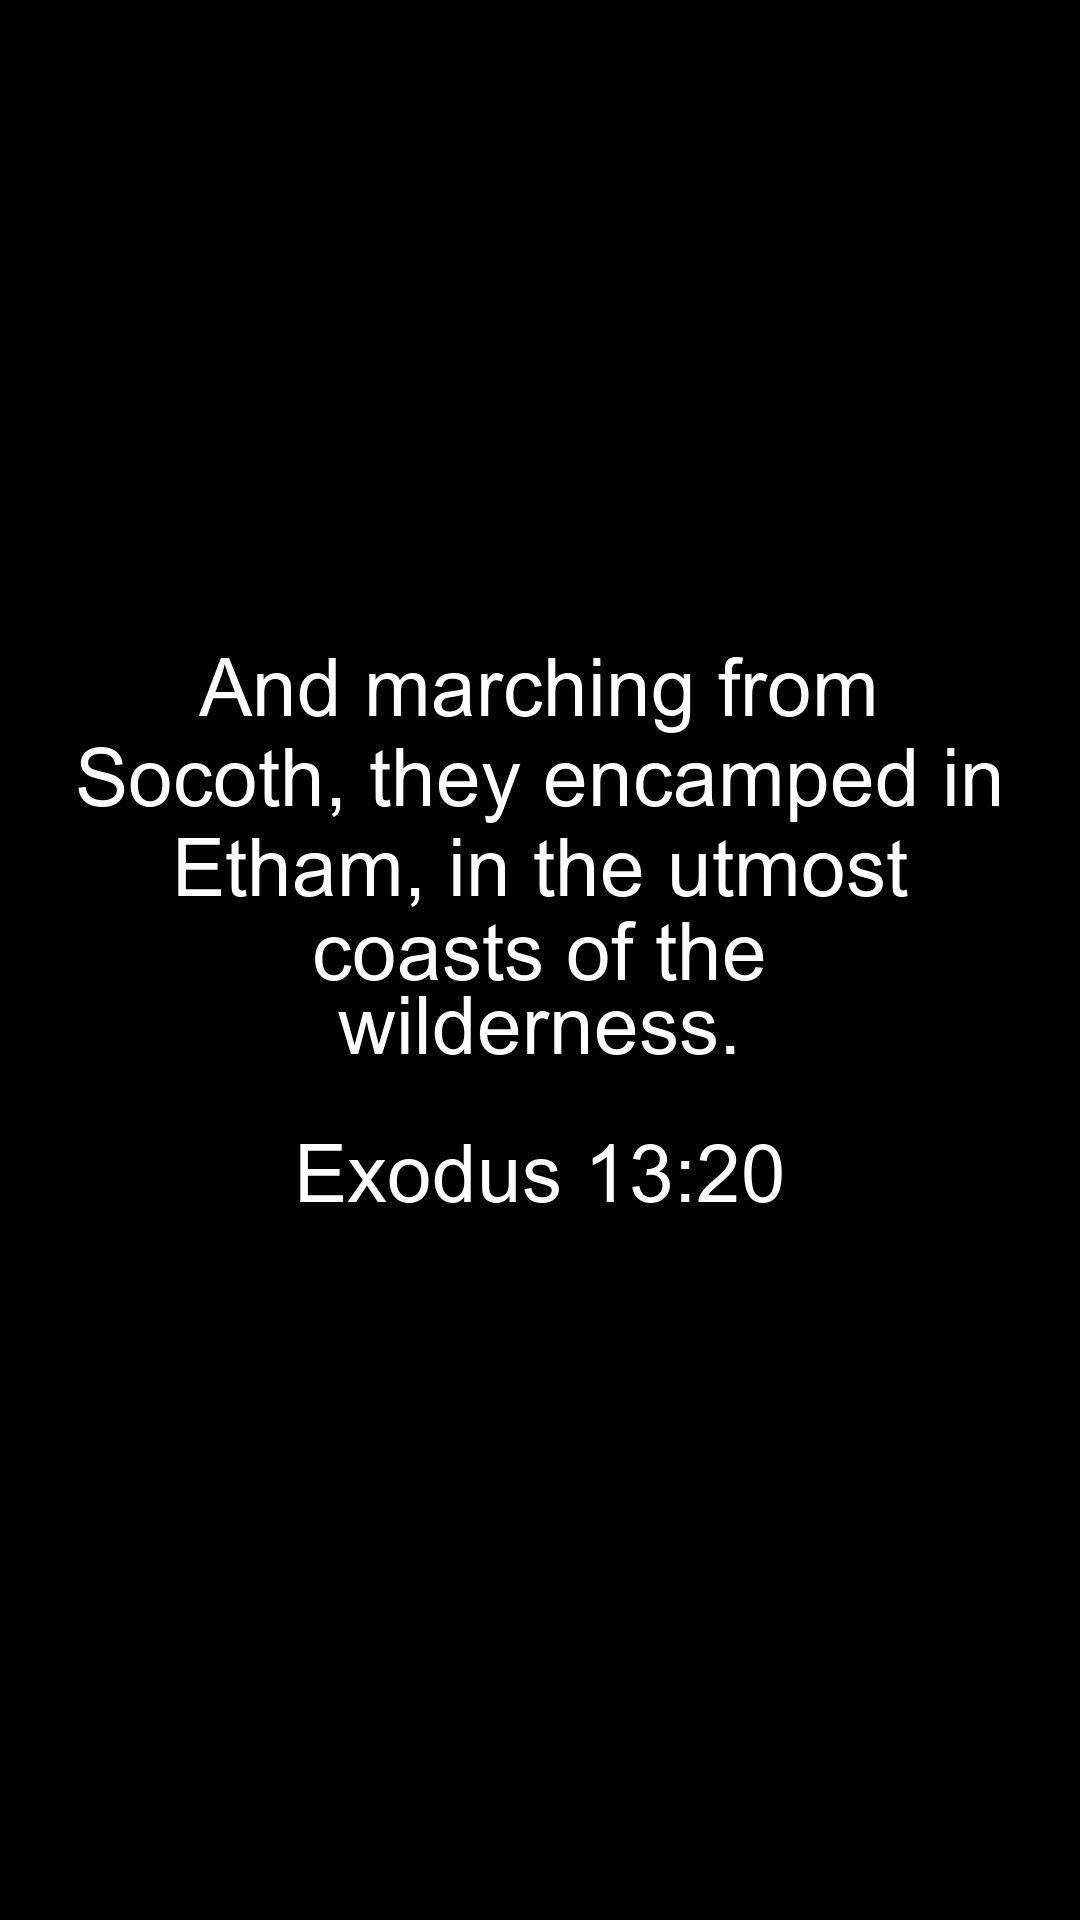 And marching from
Socoth, they encamped in
Etham, in the utmost
coasts of the
wilderness.
Exodus 13:20